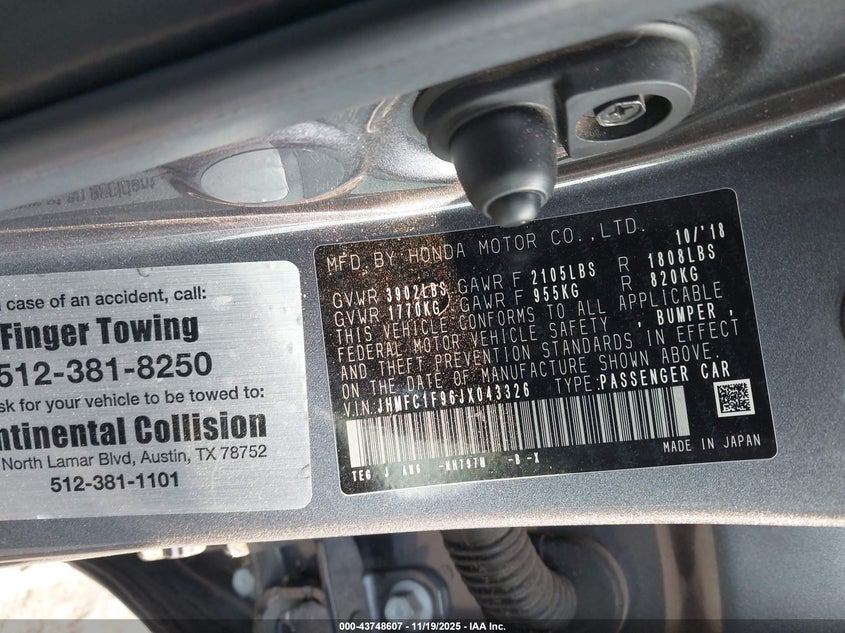 case of an accident, call:
Finger Towing
512-381-8250
ask for your vehicle to be towed to:
ntinental Collision
North Lamar Blvd, Austin, TX 78752
512-381-1101
MFD. BY HONDA MOTOR CO.,LTD. 10/'18
GVWR 3902LBS GAWR F 2105LBS R 1808LBS
GVWR 1770KG GAWR F 955KG R 820KG
THIS VEHICLE CONFORMS TO ALL APPLICABLE
FEDERAL MOTOR VEHICLE SAFETY , BUMPER ,
AND THEFT PREVENTION STANDARDS IN EFFECT
ON THE DATE OF MANUFACTURE SHOWN ABOVE.
V.I.N: JHMFC1F96JX043326 TYPE:PASSENGER CAR
MADE IN JAPAN
TEG J -NH797M -B -X
000-43748607 - 11/19/2025 - IAA Inc.